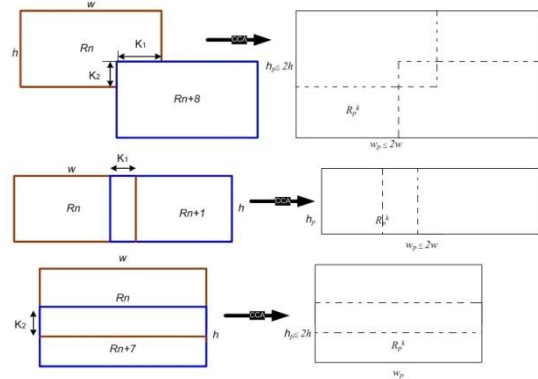 w
K₁
h
Rn
K₂
Rn+8
CCA
hₚ≤ 2h
Rₚᵏ
wₚ ≤ 2w
w
K₁
Rn
Rn+1
h
CCA
hₚ
Rₚᵏ
wₚ ≤ 2w
w
Rn
K₂
h
Rn+7
CCA
hₚ≤ 2h
Rₚᵏ
wₚ